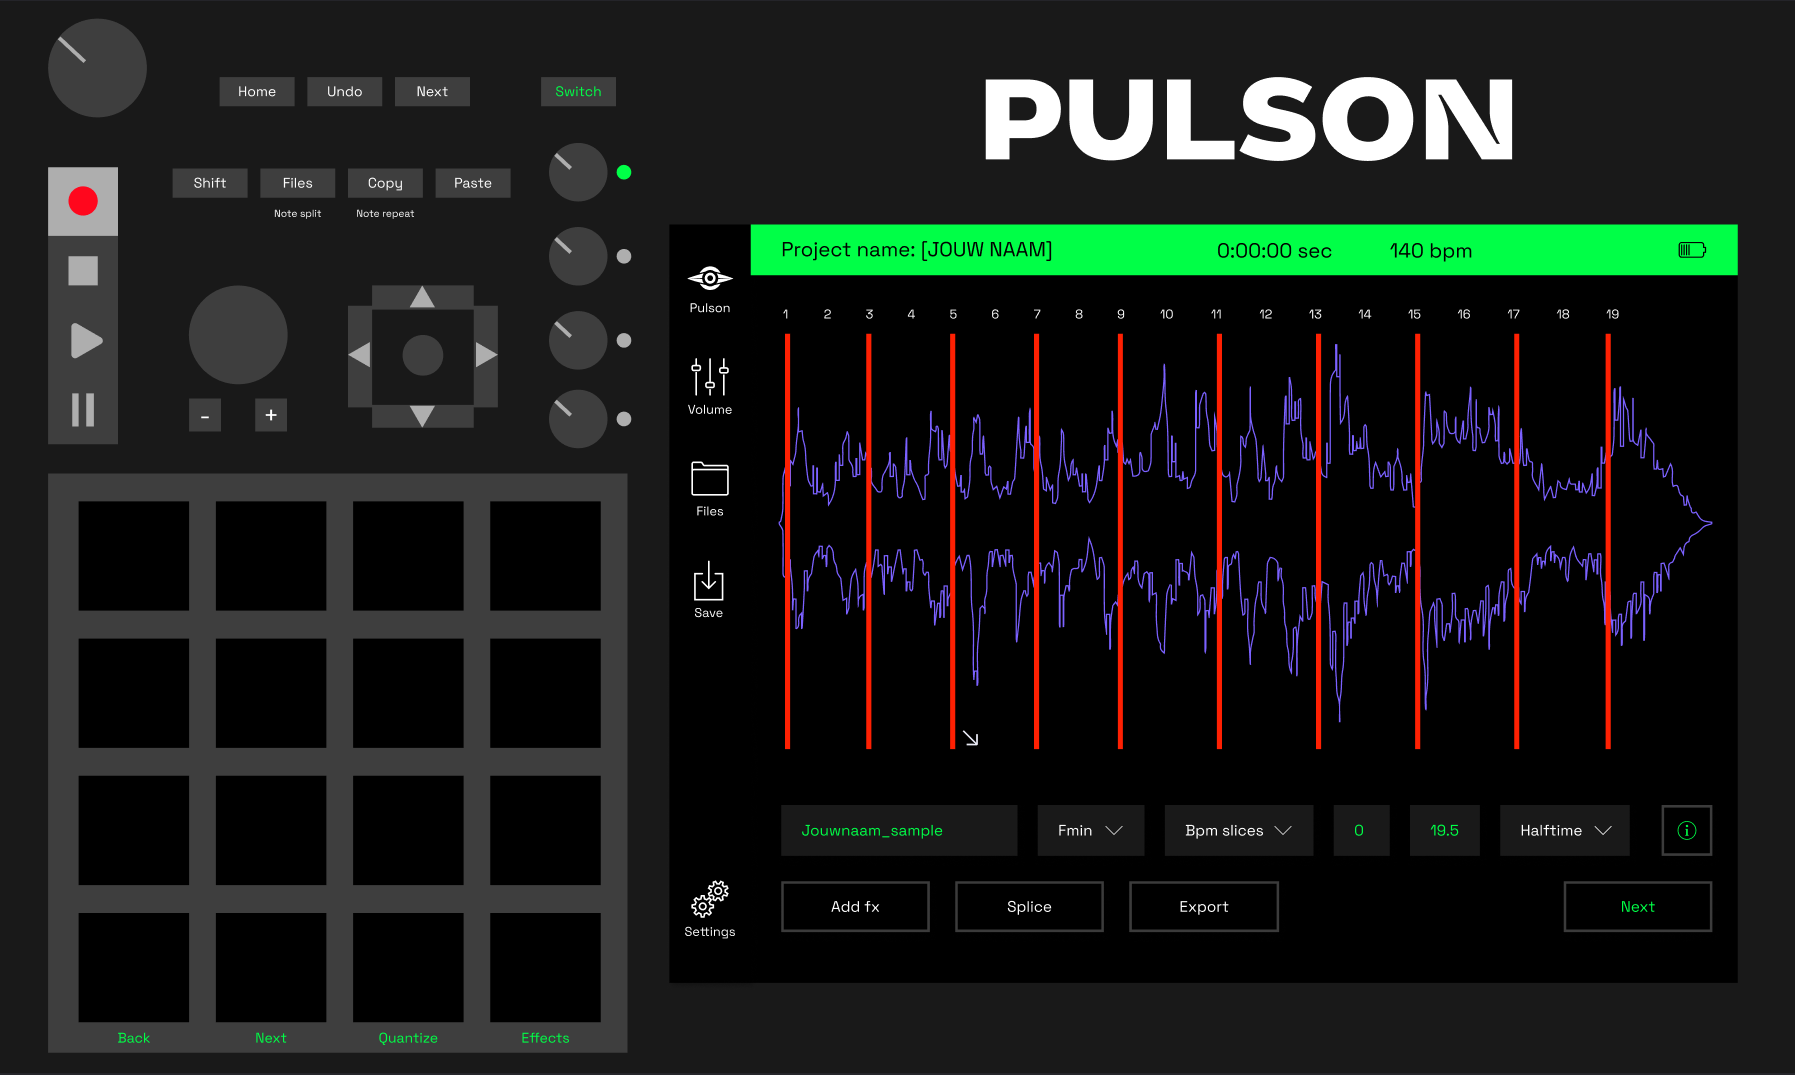 Home
Undo
Next
Switch
PULSON
Shift
Files
Copy
Paste
Note split
Note repeat
-
+
Back
Next
Quantize
Effects
Project name: [JOUW NAAM]
0:00:00 sec
140 bpm
Pulson
Volume
Files
Save
Settings
1 2 3 4 5 6 7 8 9 10 11 12 13 14 15 16 17 18 19
Jouwnaam_sample
Fmin
Bpm slices
0
19.5
Halftime
i
Add fx
Splice
Export
Next